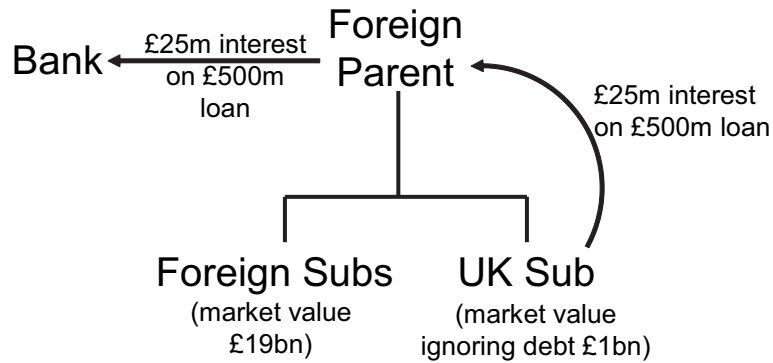 Foreign
Parent
Bank
£25m interest
on £500m
loan
£25m interest
on £500m loan
Foreign Subs
(market value
£19bn)
UK Sub
(market value
ignoring debt £1bn)